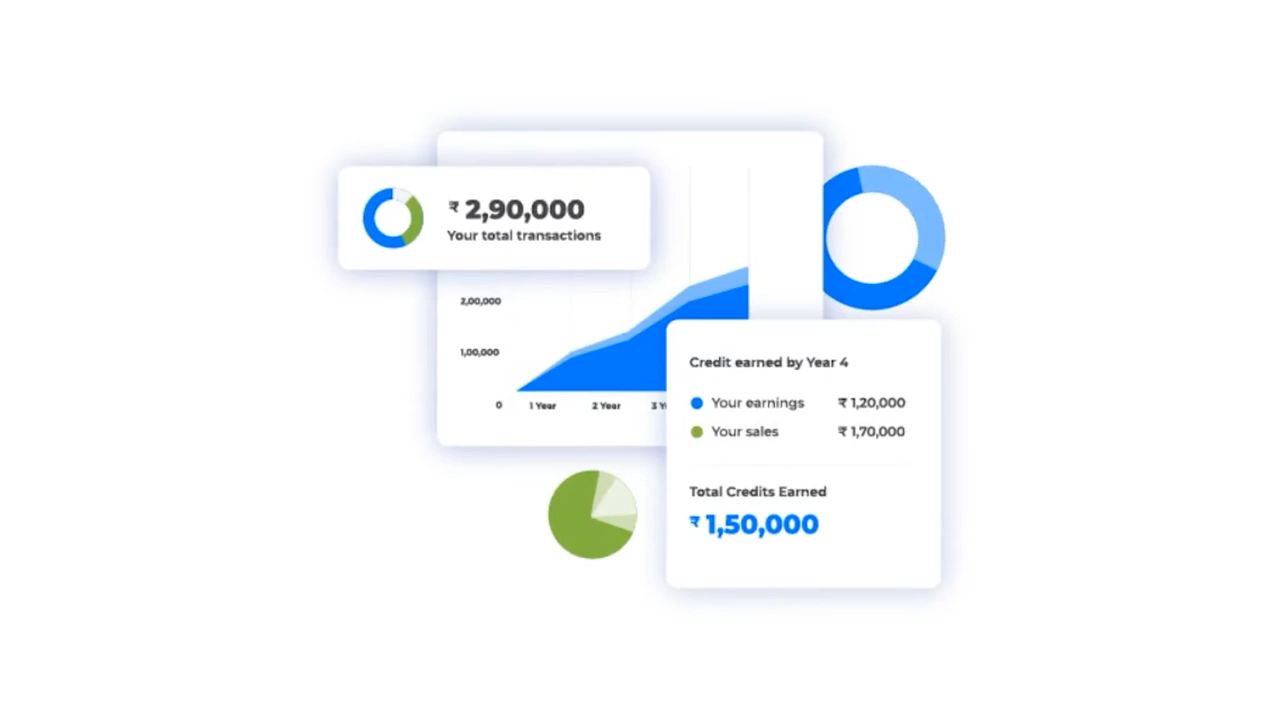 ₹ 2,90,000
Your total transactions
2,00,000
1,00,000
0
1 Year
2 Year
3 Y
Credit earned by Year 4
Your earnings ₹ 1,20,000
Your sales ₹ 1,70,000
Total Credits Earned
₹ 1,50,000